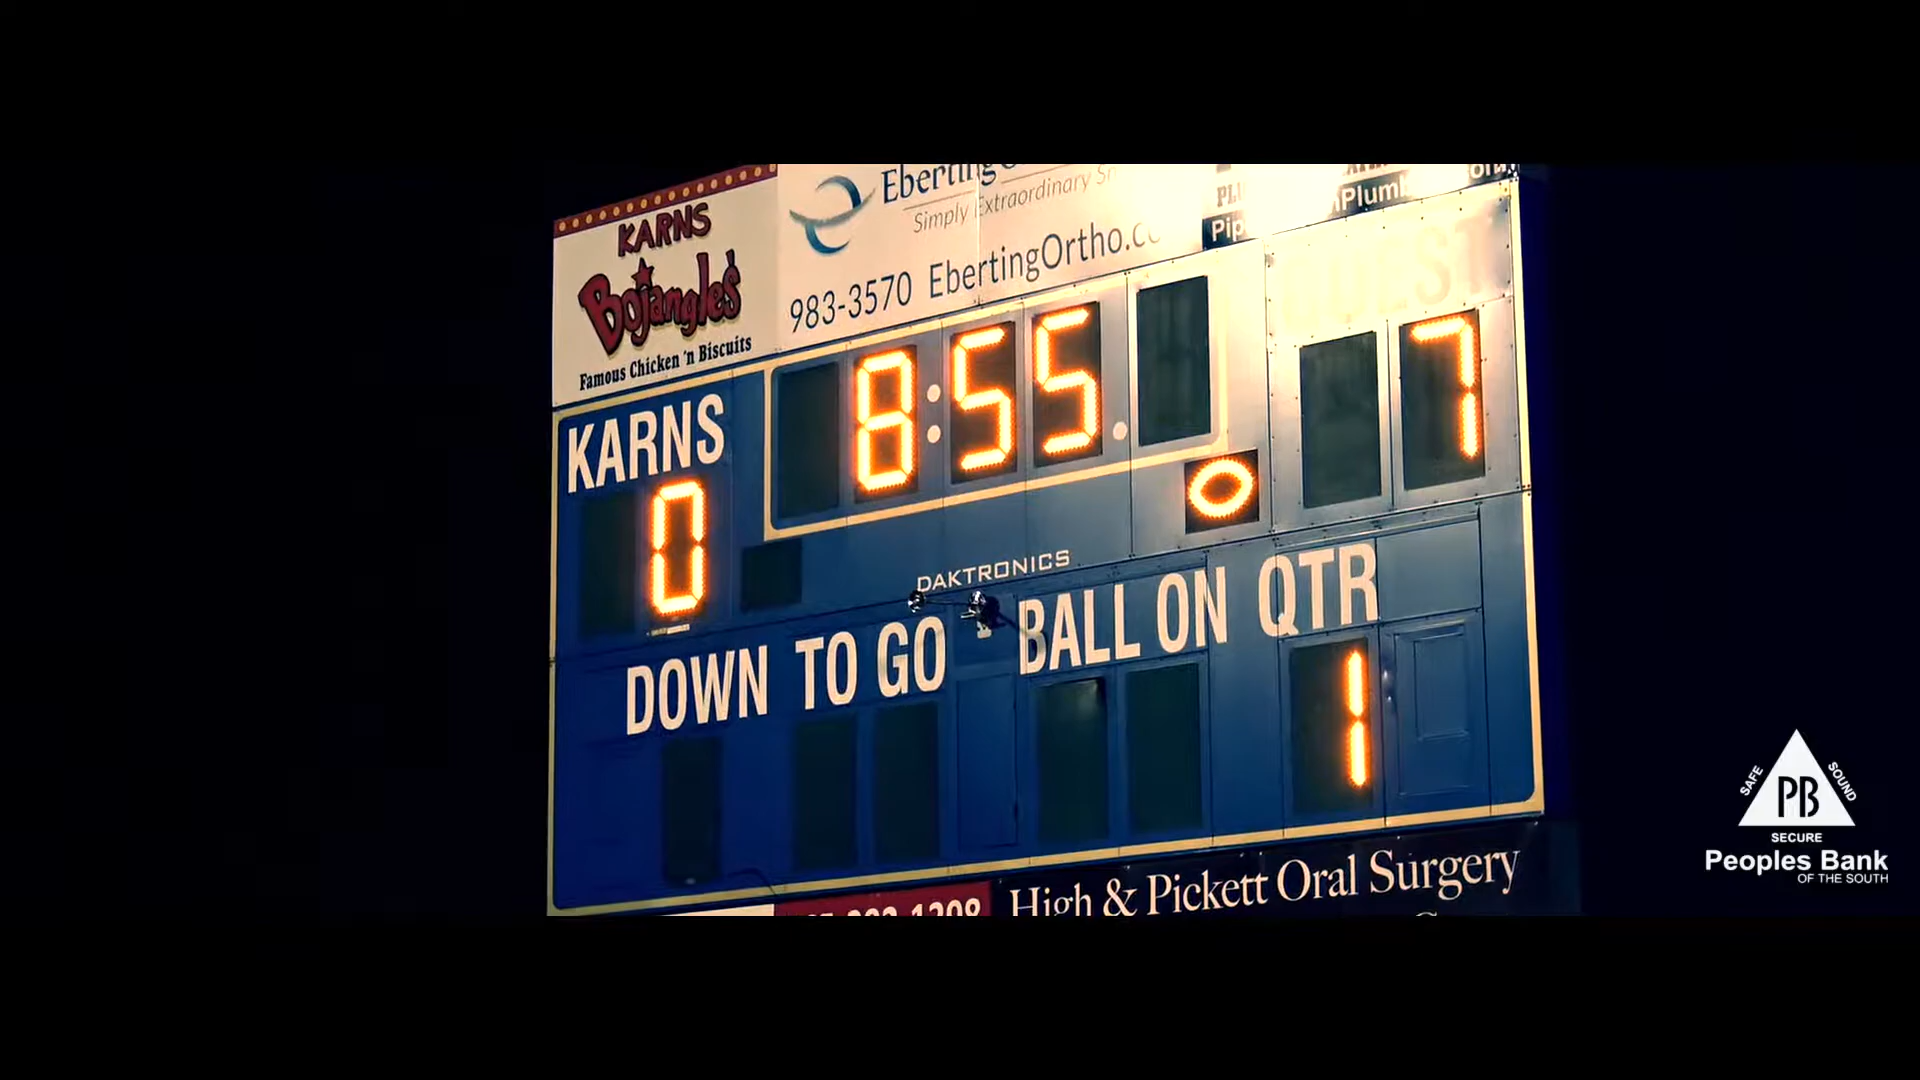 KARNS
Bojangles'
Famous Chicken 'n Biscuits
Simply Extraordinary
983-3570 EbertingOrtho.
GUEST
KARNS
8:55
7
0
DAKTRONICS
DOWN TO GO BALL ON QTR
1
High & Pickett Oral Surgery
SAFE
SOUND
PB
SECURE
Peoples Bank
OF THE SOUTH